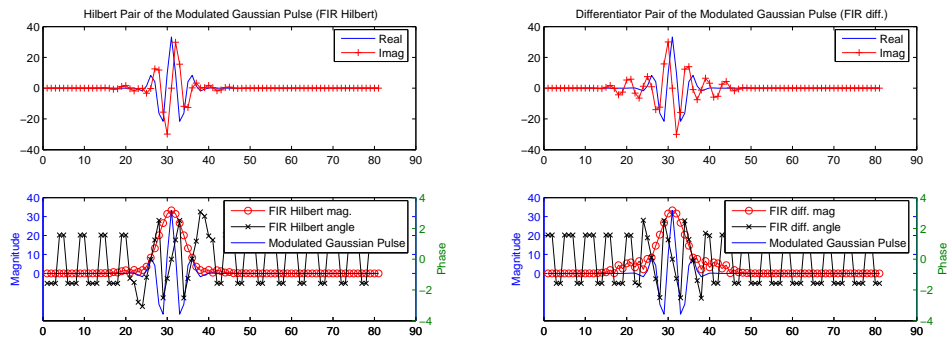 Hilbert Pair of the Modulated Gaussian Pulse (FIR Hilbert)
40
20
0
−20
−40
0 10 20 30 40 50 60 70 80 90
Real
Imag
Differentiator Pair of the Modulated Gaussian Pulse (FIR diff.)
40
20
0
−20
−40
0 10 20 30 40 50 60 70 80 90
Real
Imag
Magnitude
40
30
20
10
0
0 10 20 30 40 50 60 70 80 90
FIR Hilbert mag.
FIR Hilbert angle
Modulated Gaussian Pulse
4
2
0
−2
−4
Phase
Magnitude
40
30
20
10
0
0 10 20 30 40 50 60 70 80 90
FIR diff. mag
FIR diff. angle
Modulated Gaussian Pulse
4
2
0
−2
−4
Phase